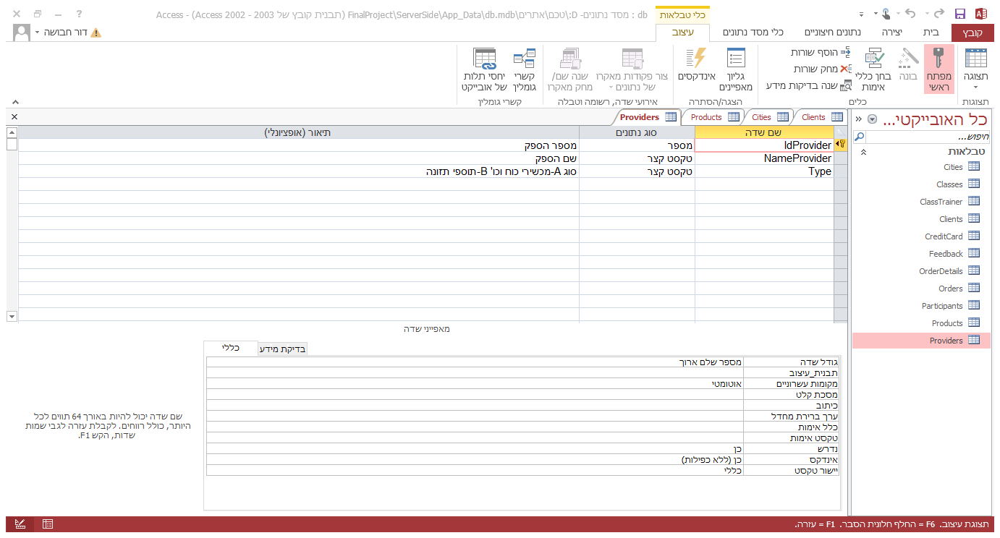 db : מסד נתונים- D:\טכם\אתרים\FinalProject\ServerSide\App_Data\db.mdb (תבנית קובץ של 2003 - 2002 Access) - Access
כלי טבלאות
?
קובץ
בית
יצירה
נתונים חיצוניים
כלי מסד נתונים
עיצוב
דור חבושה
תצוגה
מפתח ראשי
בונה
בחן כללי אימות
הוסף שורות
מחק שורות
שנה בדיקות מידע
גליון מאפיינים
אינדקסים
צור פקודות מאקרו של נתונים
שנה שם/ מחק מאקרו
קשרי גומלין
יחסי תלות של אובייקט
תצוגות
כלים
הצגה/הסתרה
אירועי שדה, רשומה וטבלה
קשרי גומלין
כל האובייקטי...
חיפוש...
טבלאות
Cities
Classes
ClassTrainer
Clients
CreditCard
Feedback
OrderDetails
Orders
Participants
Products
Providers
Clients
Cities
Products
Providers
שם שדה סוג נתונים תיאור (אופציונלי)
IdProvider מספר מספר הספק
NameProvider טקסט קצר שם הספק
Type טקסט קצר סוג A-מכשירי כוח וכו' B-תוספי תזונה
מאפייני שדה
כללי
בדיקת מידע
גודל שדה מספר שלם ארוך
תבנית_עיצוב
מקומות עשרוניים אוטומטי
מסכת קלט
כיתוב
ערך ברירת מחדל
כלל אימות
טקסט אימות
נדרש כן
אינדקס כן (ללא כפילות)
יישור טקסט כללי
שם שדה יכול להיות באורך 64 תווים לכל
היותר, כולל רווחים. לקבלת עזרה לגבי שמות
שדות, הקש F1.
תצוגת עיצוב. F6 = החלף חלונית הסבר. F1 = עזרה.